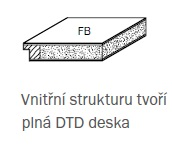 FB
Vnitřní strukturu tvoří
plná DTD deska